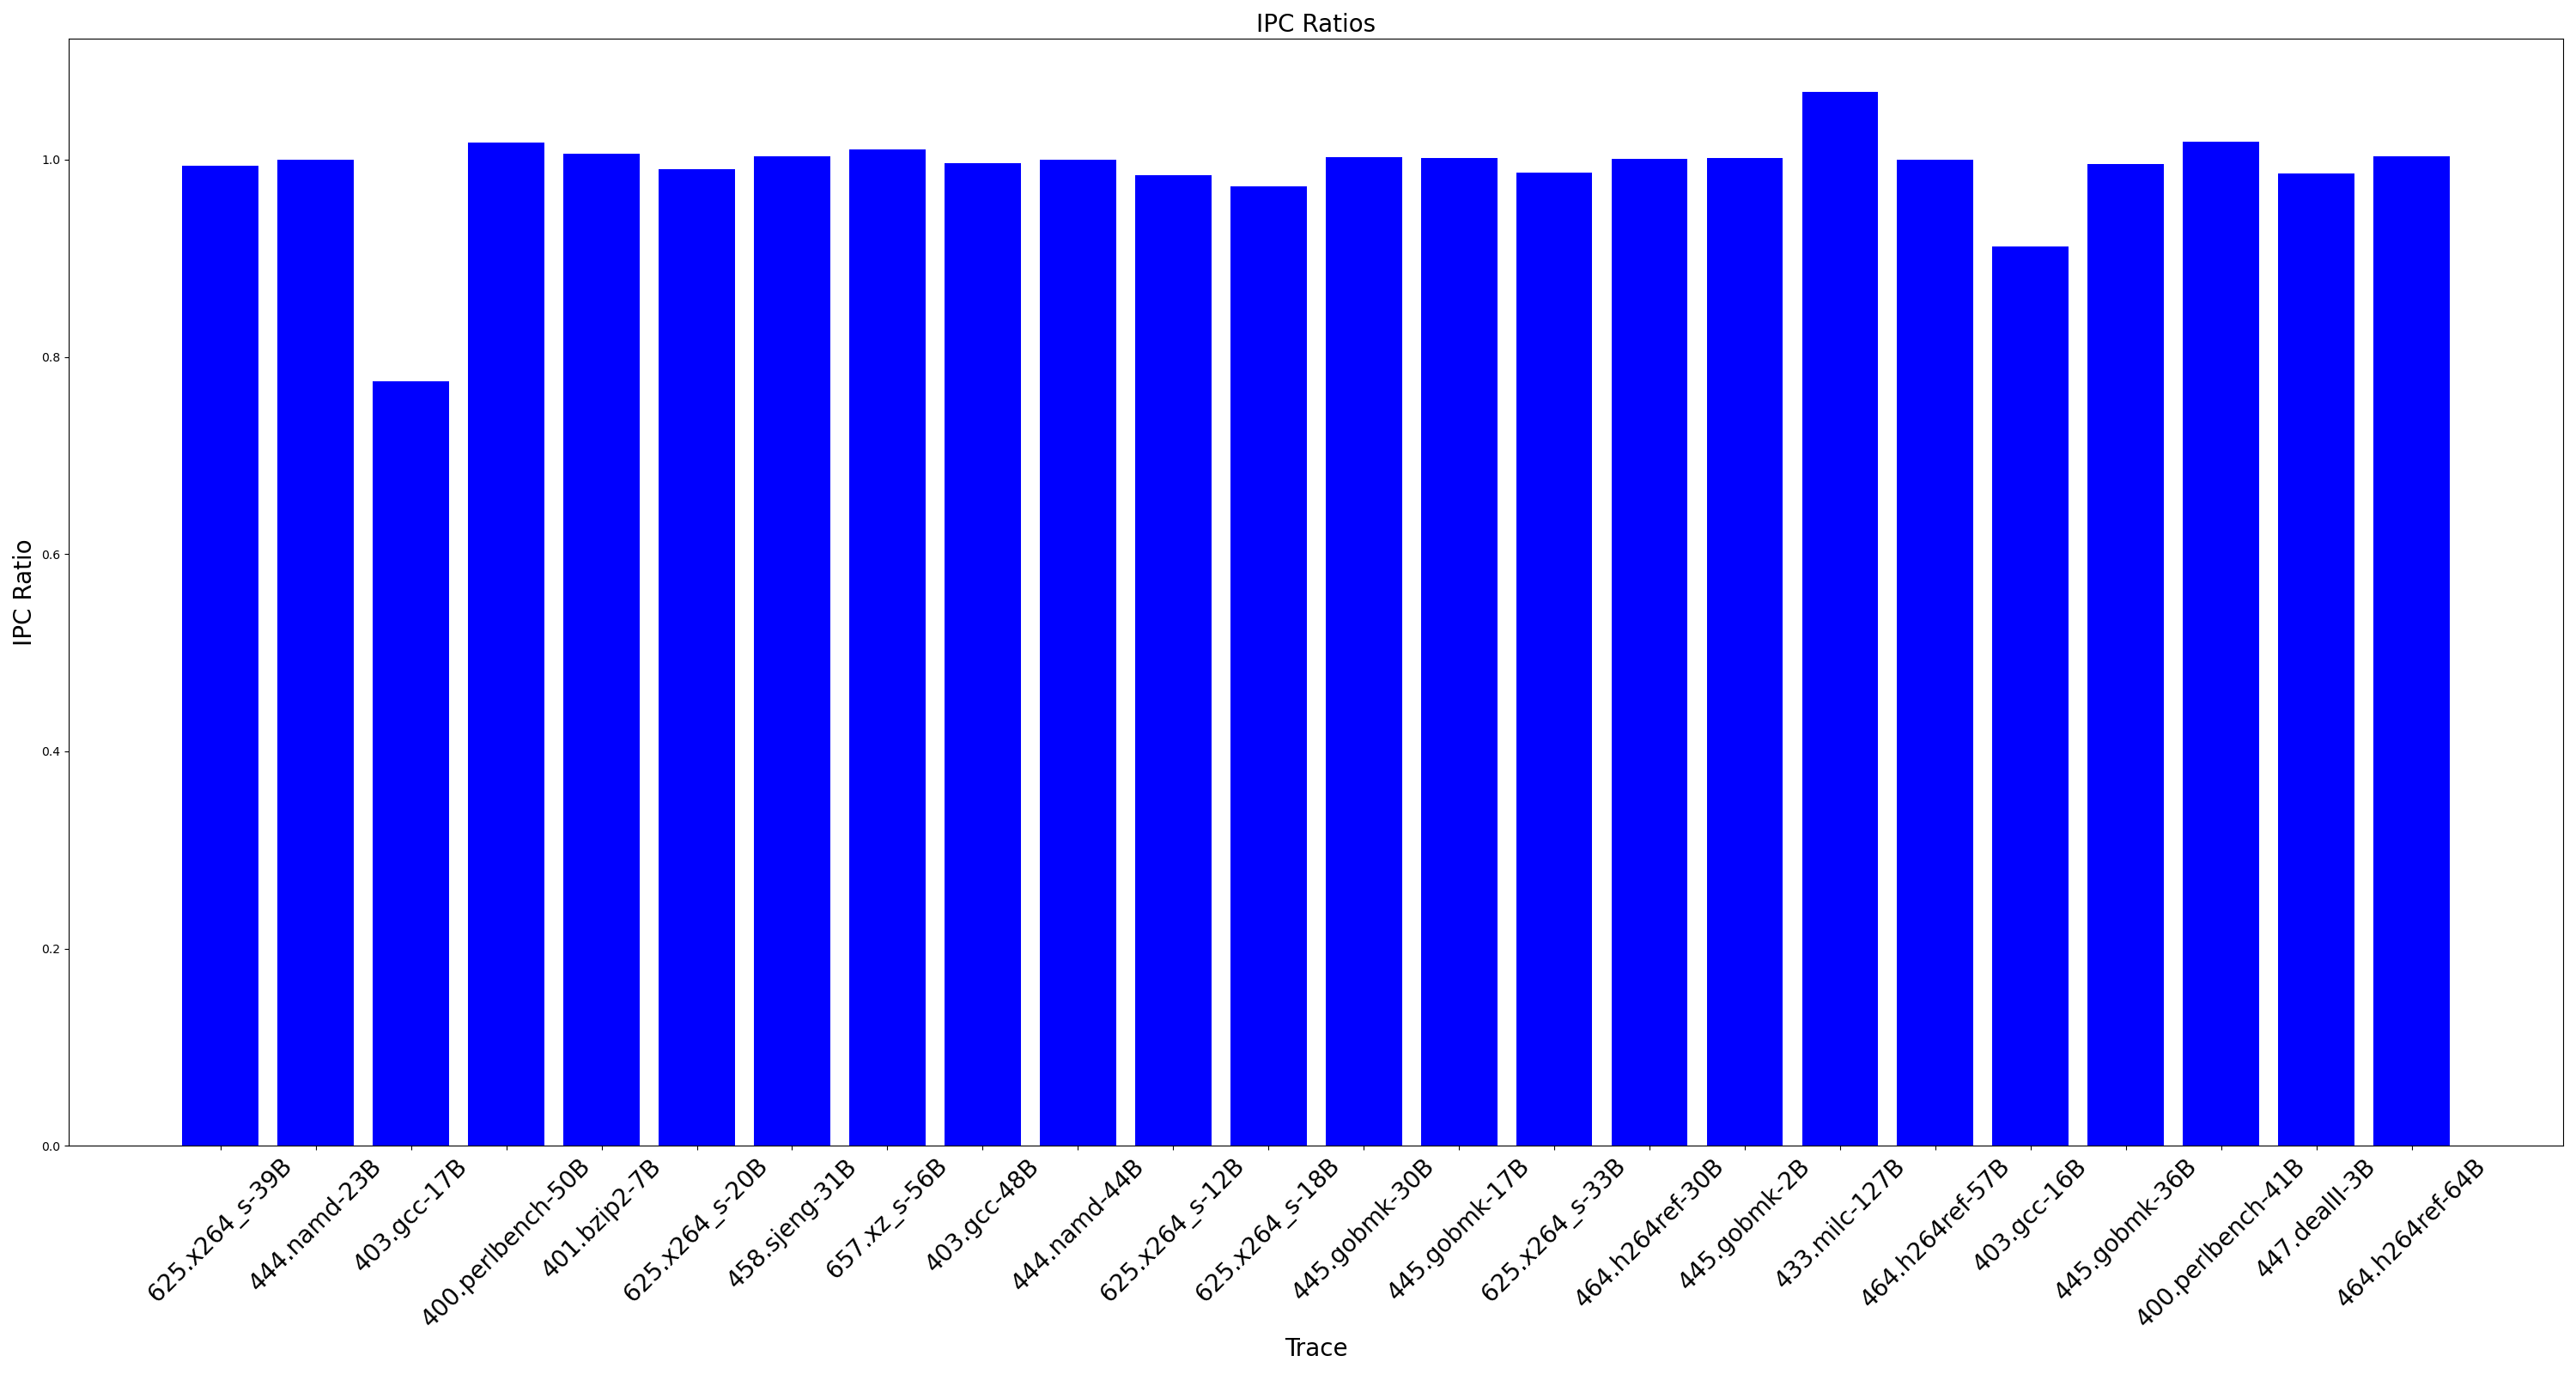 IPC Ratios
IPC Ratio
1.0
0.8
0.6
0.4
0.2
0.0
625.x264_s-39B
444.namd-23B
403.gcc-17B
400.perlbench-50B
401.bzip2-7B
625.x264_s-20B
458.sjeng-31B
657.xz_s-56B
403.gcc-48B
444.namd-44B
625.x264_s-12B
625.x264_s-18B
445.gobmk-30B
445.gobmk-17B
625.x264_s-33B
464.h264ref-30B
445.gobmk-2B
433.milc-127B
464.h264ref-57B
403.gcc-16B
445.gobmk-36B
400.perlbench-41B
447.dealII-3B
464.h264ref-64B
Trace